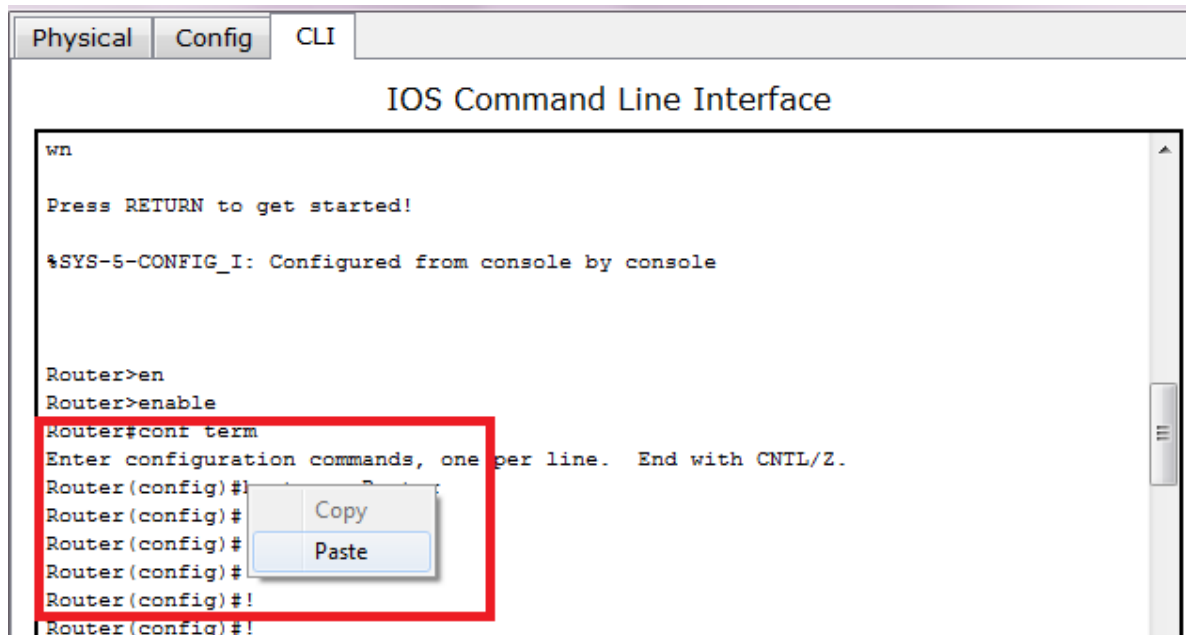 Physical Config CLI
IOS Command Line Interface
wn
Press RETURN to get started!
%SYS-5-CONFIG_I: Configured from console by console
Router>en
Router>enable
Router#conf term
Enter configuration commands, one per line. End with CNTL/Z.
Router(config)#
Router(config)#
Copy
Router(config)#
Paste
Router(config)#
Router(config)#!
Router(config)#!